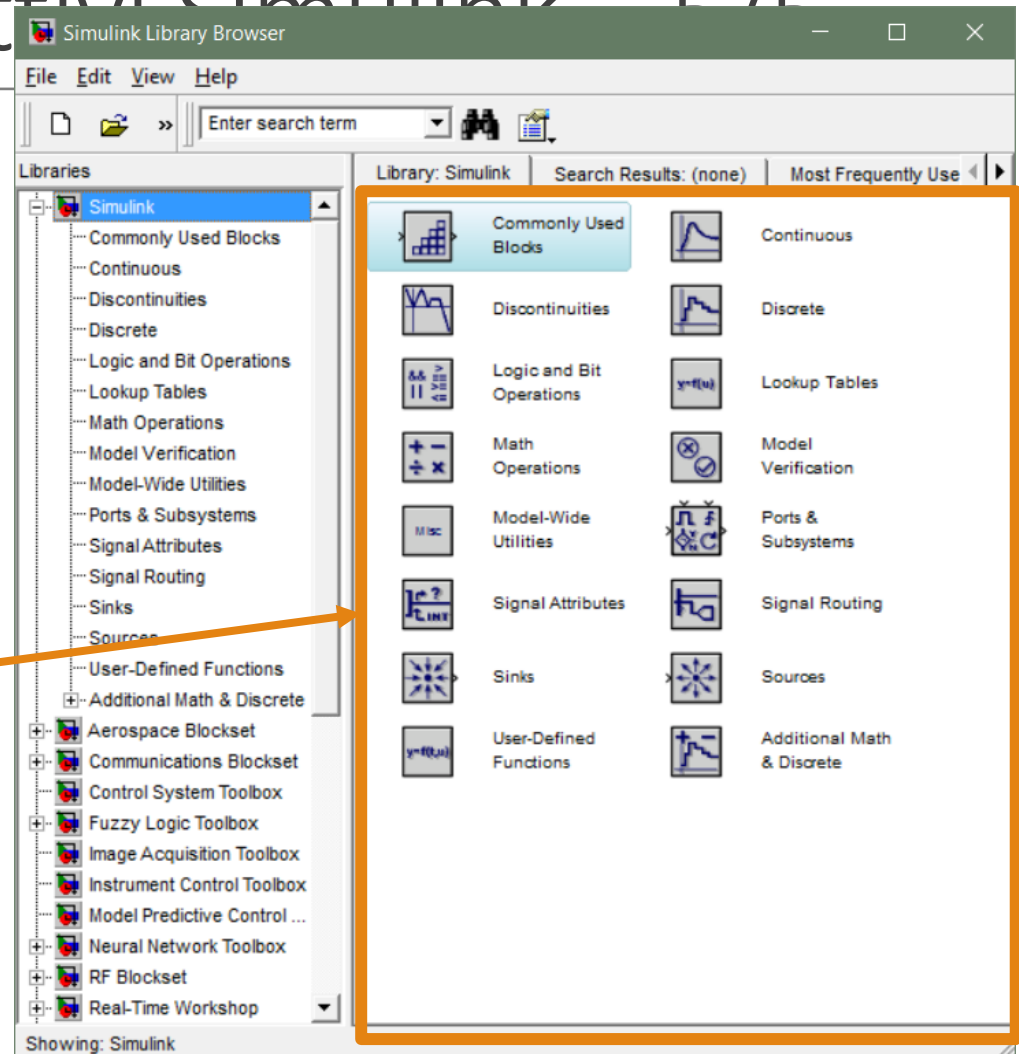 Simulink
Simulink Library Browser
File Edit View Help
» Enter search term
Libraries
Library: Simulink
Search Results: (none)
Most Frequently Use
Simulink
Commonly Used Blocks
Continuous
Discontinuities
Discrete
Logic and Bit Operations
Lookup Tables
Math Operations
Model Verification
Model-Wide Utilities
Ports & Subsystems
Signal Attributes
Signal Routing
Sinks
Sources
User-Defined Functions
Additional Math & Discrete
Aerospace Blockset
Communications Blockset
Control System Toolbox
Fuzzy Logic Toolbox
Image Acquisition Toolbox
Instrument Control Toolbox
Model Predictive Control ...
Neural Network Toolbox
RF Blockset
Real-Time Workshop
Commonly Used
Blocks
Continuous
Discontinuities
Discrete
&& > == || >= <=
Logic and Bit
Operations
y=f(u)
Lookup Tables
+ − ÷ ×
Math
Operations
Model
Verification
Misc
Model-Wide
Utilities
Y N C
Ports &
Subsystems
? INT
Signal Attributes
Signal Routing
Sinks
Sources
y=f(t,u)
User-Defined
Functions
+ −
Additional Math
& Discrete
Showing: Simulink